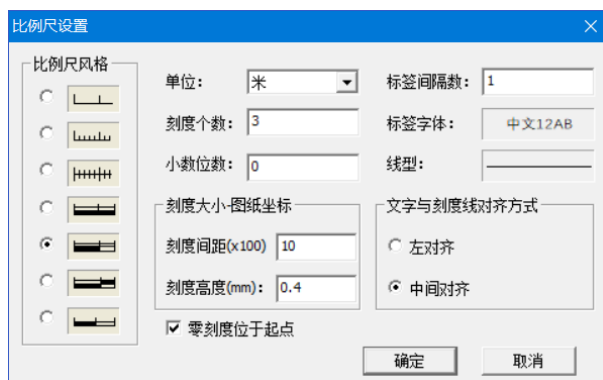 比例尺设置
比例尺风格
单位： 米
标签间隔数： 1
刻度个数： 3
标签字体： 中文12AB
小数位数： 0
线型：
刻度大小-图纸坐标
刻度间距(x100) 10
刻度高度(mm)： 0.4
文字与刻度线对齐方式
左对齐
中间对齐
零刻度位于起点
确定
取消